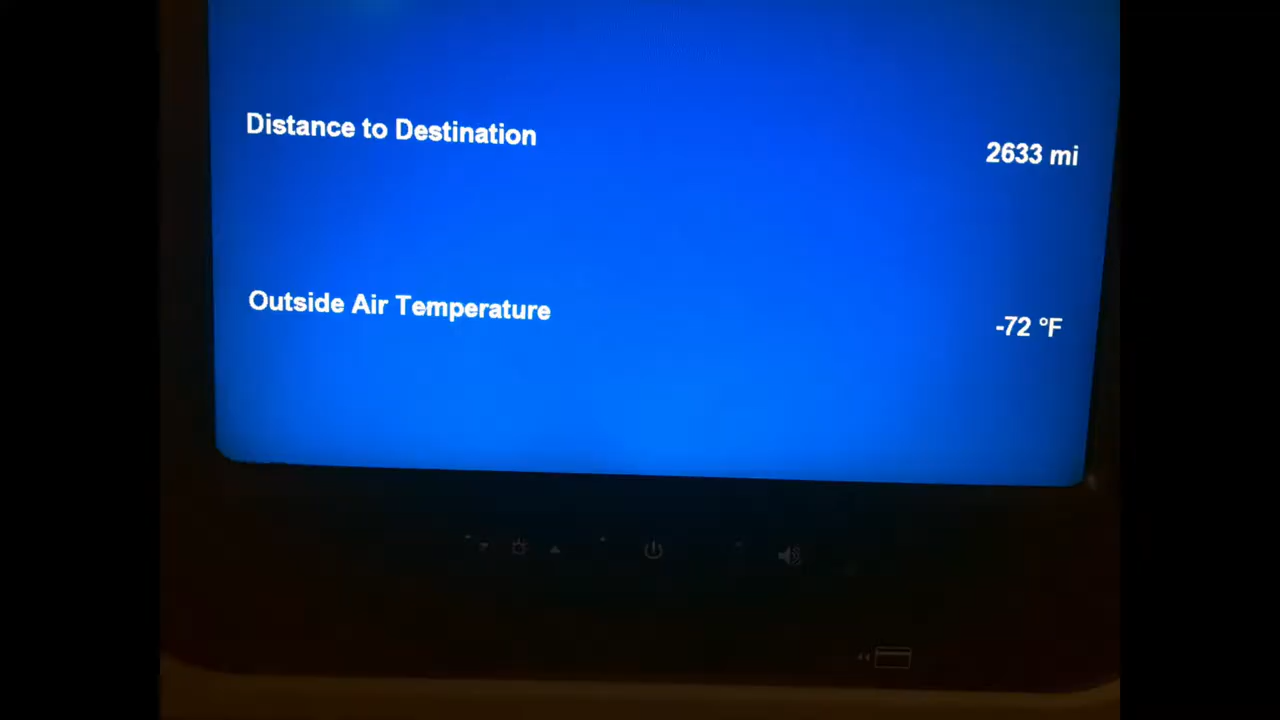 Distance to Destination
2633 mi
Outside Air Temperature
-72 °F